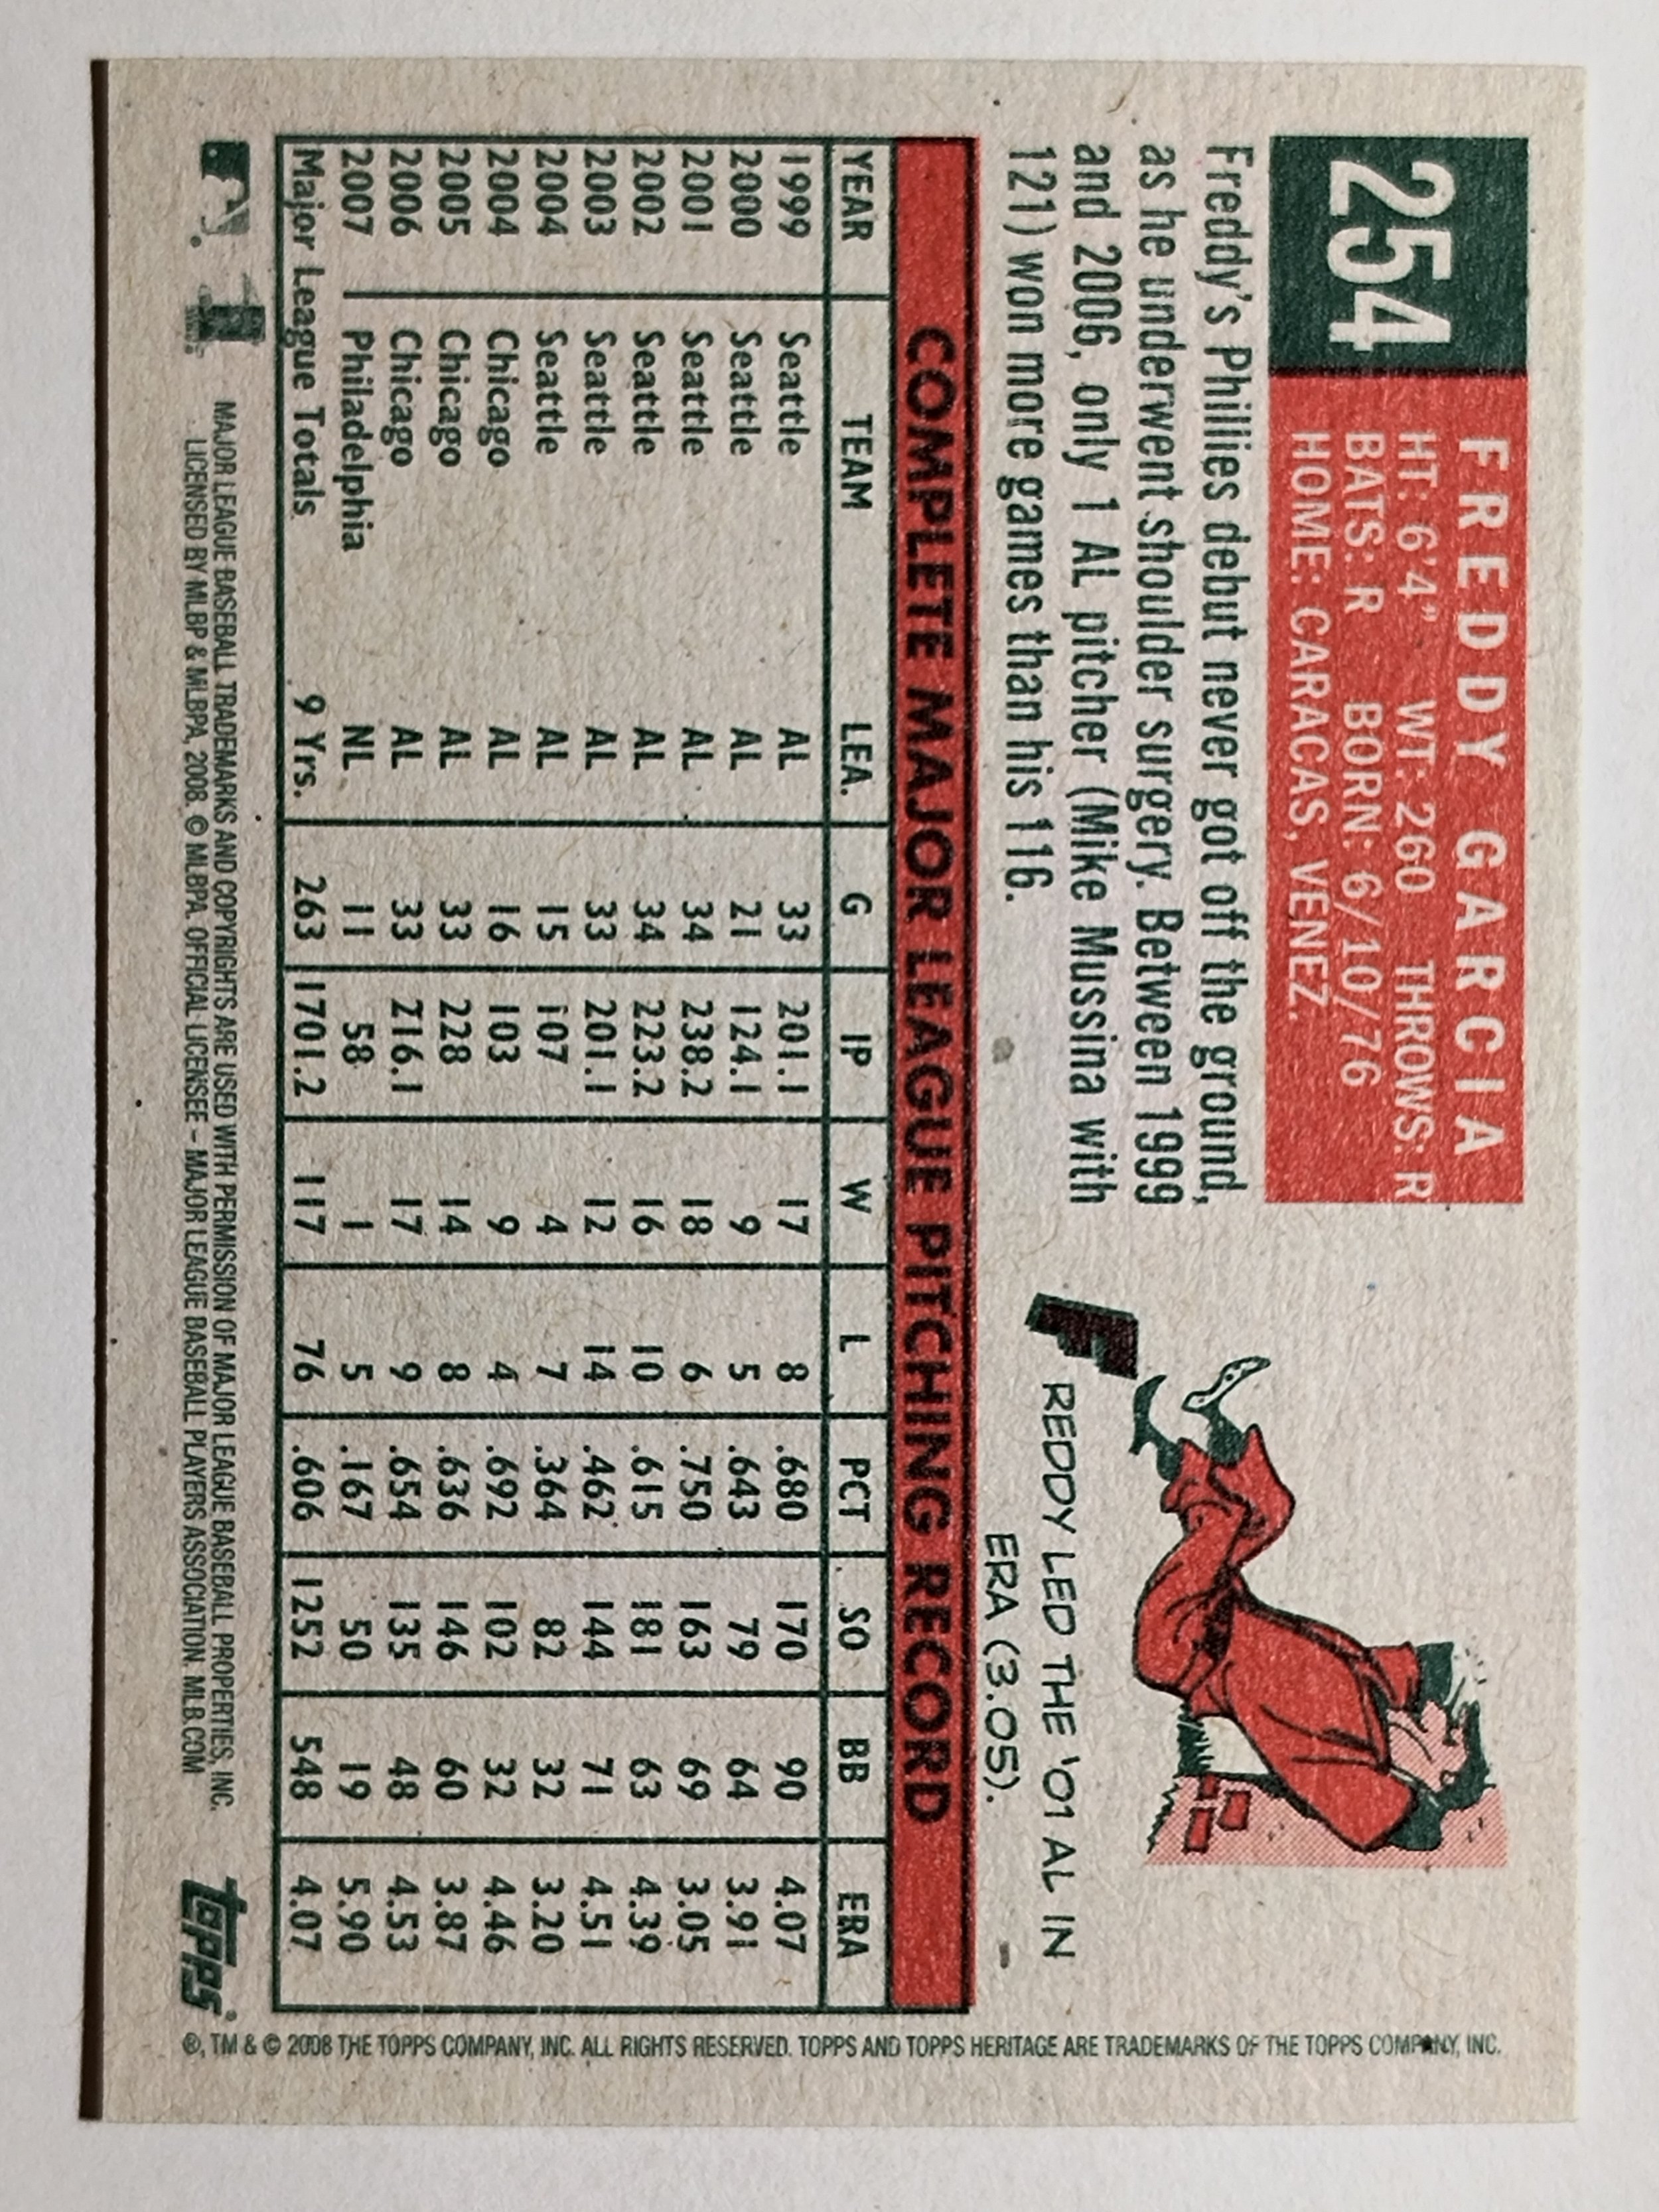 254
FREDDY GARCIA
HT: 6'4" WT: 260 THROWS: R
BATS: R BORN: 6/10/76
HOME: CARACAS, VENEZ.
Freddy's Phillies debut never got off the ground,
as he underwent shoulder surgery. Between 1999
and 2006, only 1 AL pitcher (Mike Mussina with
121) won more games than his 116.
FREDDY LED THE '01 AL IN
ERA (3.05).
COMPLETE MAJOR LEAGUE PITCHING RECORD
YEAR TEAM LEA. G IP W L PCT SO BB ERA
1999 Seattle AL 33 201.1 17 8 .680 170 90 4.07
2000 Seattle AL 21 124.1 9 5 .643 79 64 3.91
2001 Seattle AL 34 238.2 18 6 .750 163 69 3.05
2002 Seattle AL 34 223.2 16 10 .615 181 63 4.39
2003 Seattle AL 33 201.1 12 14 .462 144 71 4.51
2004 Seattle AL 15 107 4 7 .364 82 32 3.20
2004 Chicago AL 16 103 9 4 .692 102 32 4.46
2005 Chicago AL 33 228 14 8 .636 146 60 3.87
2006 Chicago AL 33 216.1 17 9 .654 135 48 4.53
2007 Philadelphia NL 11 58 1 5 .167 50 19 5.90
Major League Totals 9 Yrs. 263 1701.2 117 76 .606 1252 548 4.07
MAJOR LEAGUE BASEBALL TRADEMARKS AND COPYRIGHTS ARE USED WITH PERMISSION OF MAJOR LEAGUE BASEBALL PROPERTIES, INC.
LICENSED BY MLBP & MLBPA, 2008. © MLBPA. OFFICIAL LICENSEE – MAJOR LEAGUE BASEBALL PLAYERS ASSOCIATION. MLB.COM
topps®
®, TM & © 2008 THE TOPPS COMPANY, INC. ALL RIGHTS RESERVED. TOPPS AND TOPPS HERITAGE ARE TRADEMARKS OF THE TOPPS COMPANY, INC.